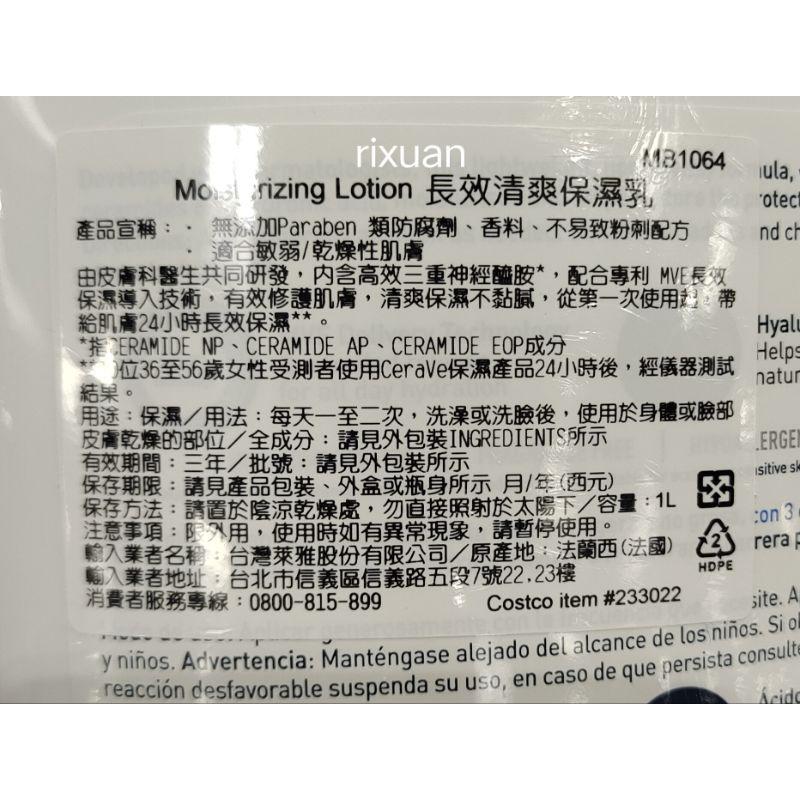 rixuan
MB1064
Moisturizing Lotion 長效清爽保濕乳
產品宣稱：· 無添加Paraben 類防腐劑、香料、不易致粉刺配方
· 適合敏弱/乾燥性肌膚
由皮膚科醫生共同研發，內含高效三重神經醯胺*，配合專利 MVE長效
保濕導入技術，有效修護肌膚，清爽保濕不黏膩，從第一次使用起，帶
給肌膚24小時長效保濕**。
*指CERAMIDE NP、CERAMIDE AP、CERAMIDE EOP成分
位36至56歲女性受測者使用CeraVe保濕產品24小時後，經儀器測試
結果。
用途：保濕／用法：每天一至二次，洗澡或洗臉後，使用於身體或臉部
皮膚乾燥的部位／全成分：請見外包裝INGREDIENTS所示
有效期間：三年／批號：請見外包裝所示
保存期限：請見產品包裝、外盒或瓶身所示 月/年(西元)
保存方法：請置於陰涼乾燥處，勿直接照射於太陽下／容量：1L
注意事項：限外用，使用時如有異常現象，請暫停使用。
輸入業者名稱：台灣萊雅股份有限公司／原產地：法蘭西(法國)
輸入業者地址：台北市信義區信義路五段7號22.23樓
消費者服務專線：0800-815-899
Costco item #233022
2
HDPE
mula,
nd ch
Hyalu
Helps
natur
ERGEN
sitive sk
con 3
rera p
site. A
y niños. Advertencia: Manténgase alejado del alcance de los niños. Si
reacción desfavorable suspenda su uso, en caso de que persista consulte
Ácido